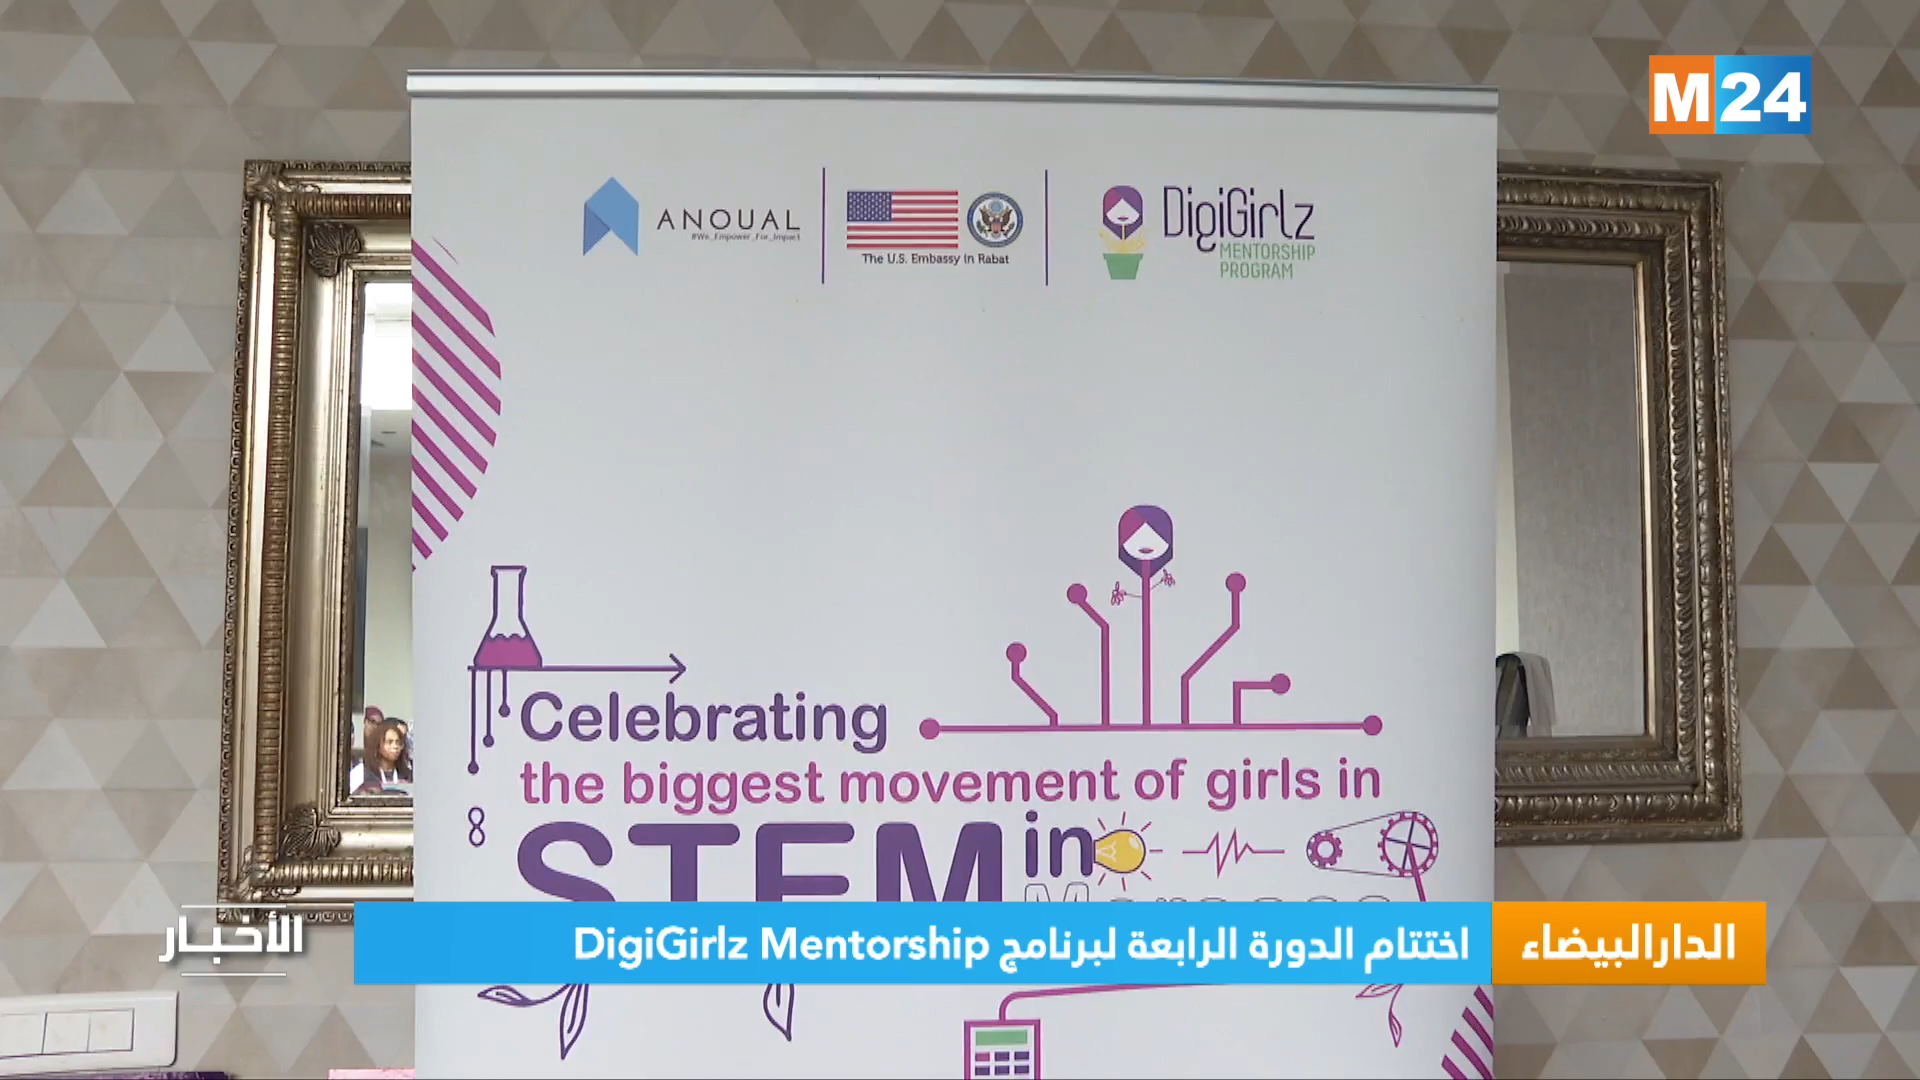 M24
ANOUAL
#We_Empower_For_Impact
The U.S. Embassy in Rabat
DigiGirlz
MENTORSHIP
PROGRAM
Celebrating
the biggest movement of girls in
STEM in
الدارالبيضاء
اختتام الدورة الرابعة لبرنامج DigiGirlz Mentorship
الأخبار